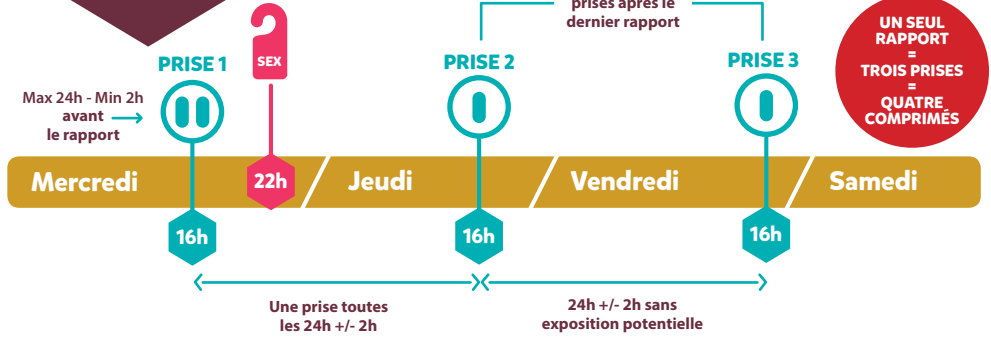 prises après le
dernier rapport
UN SEUL
RAPPORT
=
TROIS PRISES
=
QUATRE
COMPRIMÉS
PRISE 1
SEX
PRISE 2
PRISE 3
Max 24h - Min 2h
avant
le rapport
Mercredi
22h
Jeudi
Vendredi
Samedi
16h
16h
16h
Une prise toutes
les 24h +/- 2h
24h +/- 2h sans
exposition potentielle